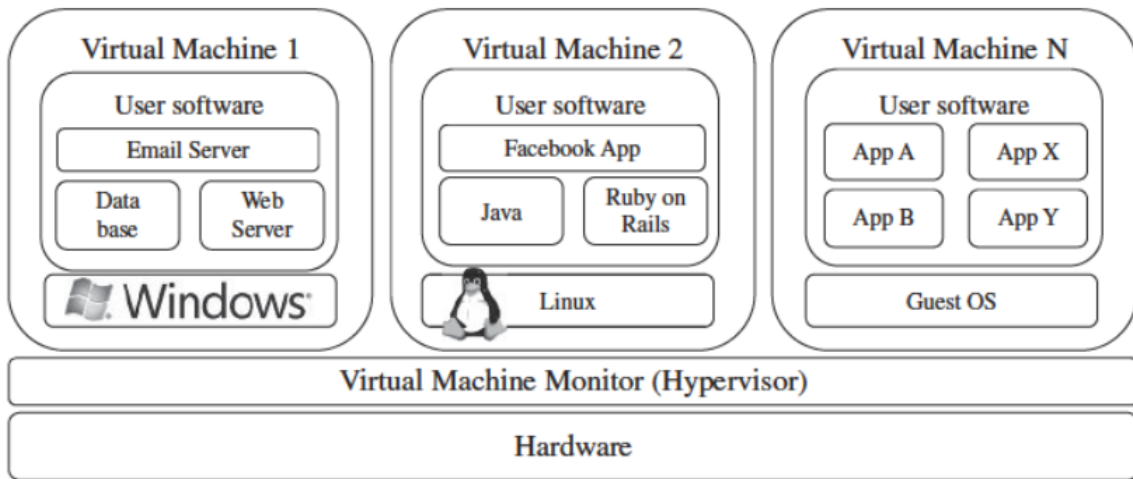 Virtual Machine 1
User software
Email Server
Data
base
Web
Server
Windows
Virtual Machine 2
User software
Facebook App
Java
Ruby on
Rails
Linux
Virtual Machine N
User software
App A
App X
App B
App Y
Guest OS
Virtual Machine Monitor (Hypervisor)
Hardware